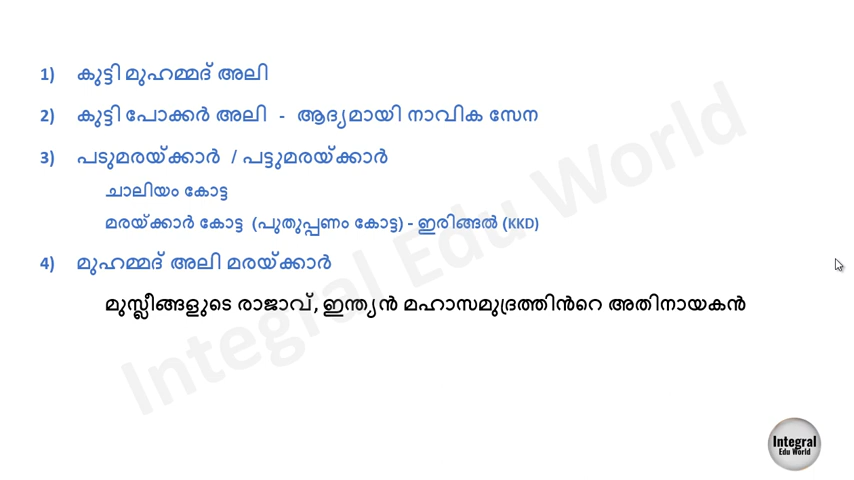 1) കുട്ടി മുഹമ്മദ് അലി
2) കുട്ടി പോക്കർ അലി - ആദ്യമായി നാവിക സേന
3) പടുമരയ്ക്കാർ / പട്ടുമരയ്ക്കാർ
ചാലിയം കോട്ട
മരയ്ക്കാർ കോട്ട (പുതുപ്പണം കോട്ട) - ഇരിങ്ങൽ (KKD)
4) മുഹമ്മദ് അലി മരയ്ക്കാർ
മുസ്ലീങ്ങളുടെ രാജാവ്, ഇന്ത്യൻ മഹാസമുദ്രത്തിൻറെ അതിനായകൻ
Integral Edu World
Integral
Edu World